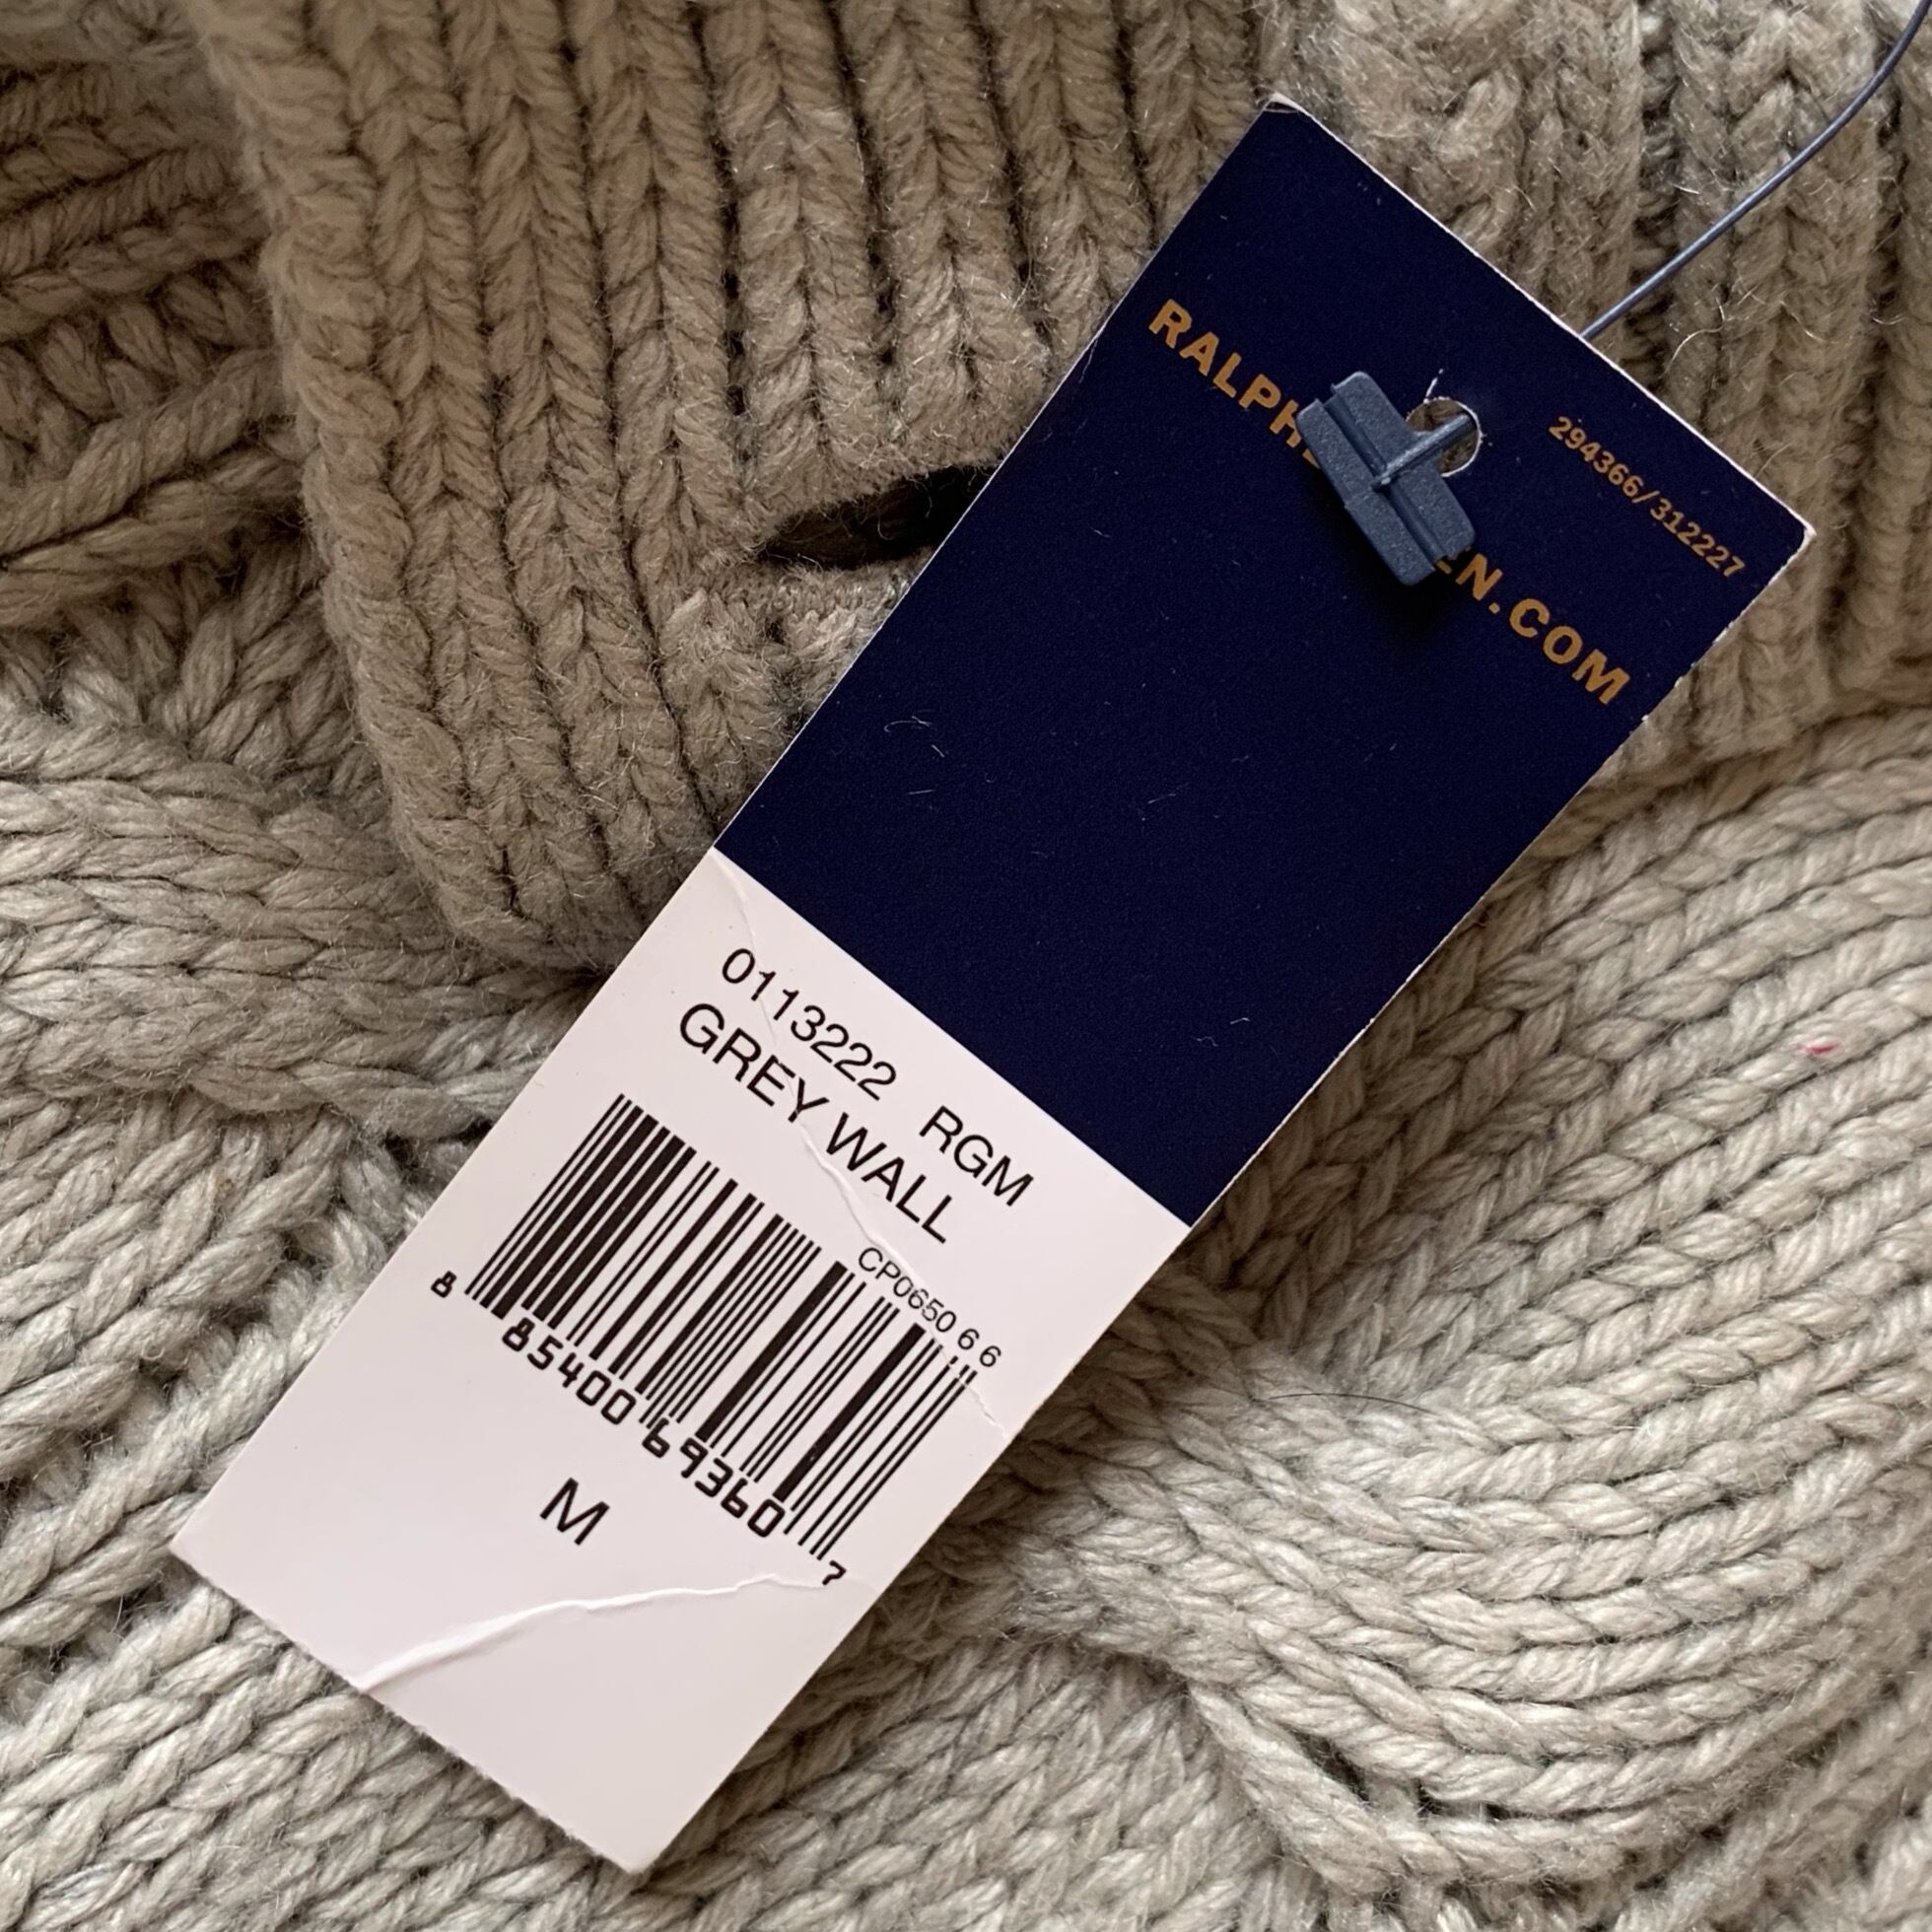 294366/312227
RALPH EN.COM
0113222 RGM
GREY WALL
CP0650 6 6
8 85400 69360 7
M